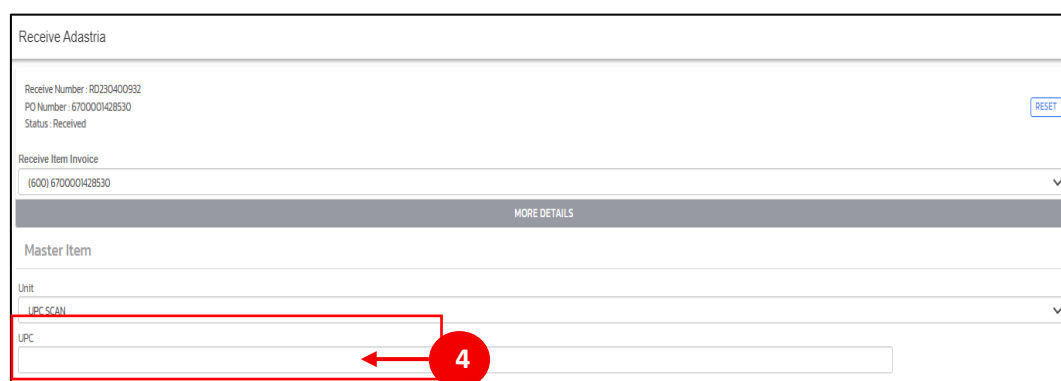 Receive Adastria
Receive Number : RD230400932
PO Number : 6700001428530
Status : Received
RESET
Receive Item Invoice
(600) 6700001428530
MORE DETAILS
Master Item
Unit
UPC SCAN
UPC
4